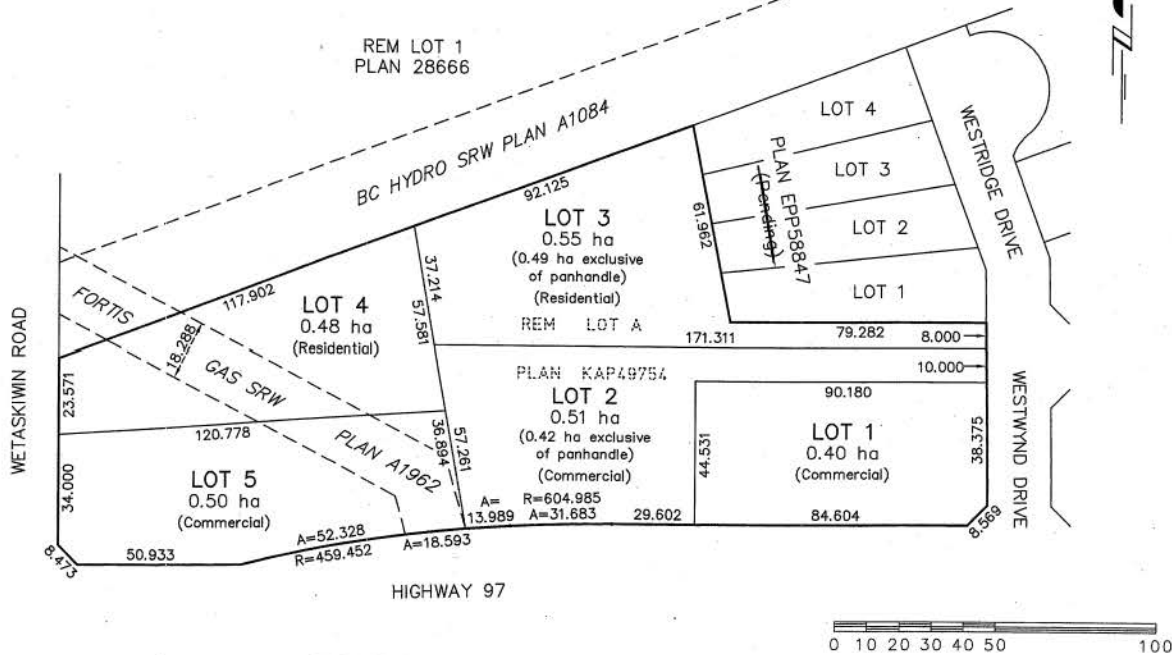 REM LOT 1
PLAN 28666
BC HYDRO SRW PLAN A1084
92.125
LOT 4
LOT 3
LOT 2
LOT 1
PLAN EPP58847
(Pending)
WESTRIDGE DRIVE
61.962
LOT 3
0.55 ha
(0.49 ha exclusive
of panhandle)
(Residential)
REM LOT A
171.311
79.282
8.000
10.000
117.902
37.214
57.581
LOT 4
0.48 ha
(Residential)
FORTIS
18.288
GAS SRW
PLAN A1962
WETASKIWIN ROAD
23.571
120.778
34.000
36.894
57.261
PLAN KAP49754
LOT 2
0.51 ha
(0.42 ha exclusive
of panhandle)
(Commercial)
90.180
LOT 1
0.40 ha
(Commercial)
44.531
38.375
WESTWYND DRIVE
LOT 5
0.50 ha
(Commercial)
A=
13.989
R=604.985
A=31.683
29.602
84.604
8.569
8.473
50.933
A=52.328
R=459.452
A=18.593
HIGHWAY 97
0 10 20 30 40 50 100